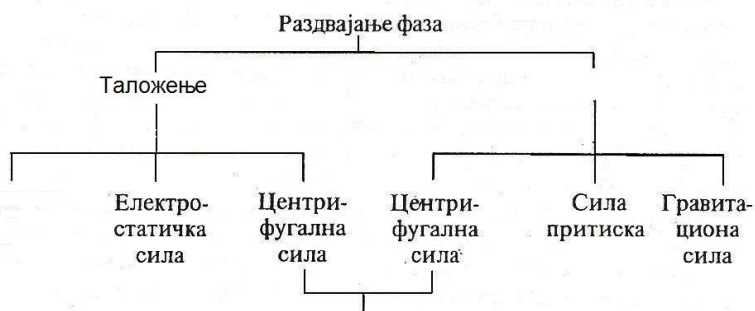 Раздвајање фаза
Таложење
Електро-
статичка
сила
Центри-
фугална
сила
Центри-
фугална
сила
Сила
притиска
Гравита-
циона
сила